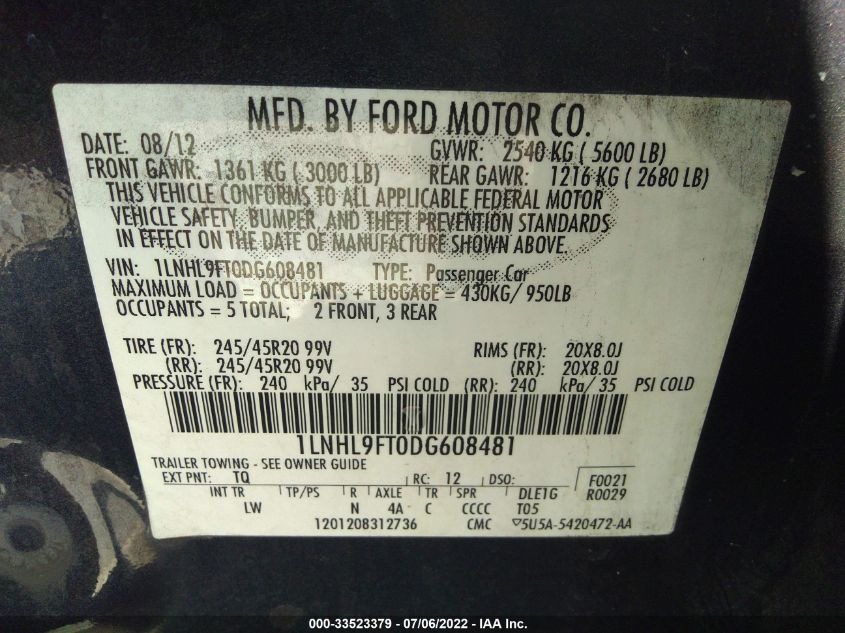 MFD. BY FORD MOTOR CO.
DATE: 08/12 GVWR: 2540 KG ( 5600 LB)
FRONT GAWR: 1361 KG ( 3000 LB) REAR GAWR: 1216 KG ( 2680 LB)
THIS VEHICLE CONFORMS TO ALL APPLICABLE FEDERAL MOTOR
VEHICLE SAFETY, BUMPER, AND THEFT PREVENTION STANDARDS
IN EFFECT ON THE DATE OF MANUFACTURE SHOWN ABOVE.
VIN: 1LNHL9FT0DG608481 TYPE: Passenger Car
MAXIMUM LOAD = OCCUPANTS + LUGGAGE = 430KG/ 950LB
OCCUPANTS = 5 TOTAL; 2 FRONT, 3 REAR
TIRE (FR): 245/45R20 99V RIMS (FR): 20X8.0J
(RR): 245/45R20 99V (RR): 20X8.0J
PRESSURE (FR): 240 kPa/ 35 PSI COLD (RR): 240 kPa/ 35 PSI COLD
1LNHL9FT0DG608481
TRAILER TOWING - SEE OWNER GUIDE
EXT PNT: TQ RC: 12 DSO: F0021
INT TR TP/PS R AXLE TR SPR DLE1G R0029
LW N 4A C CCCC T05
1201208312736 CMC ▽5U5A-5420472-AA
000-33523379 - 07/06/2022 - IAA Inc.